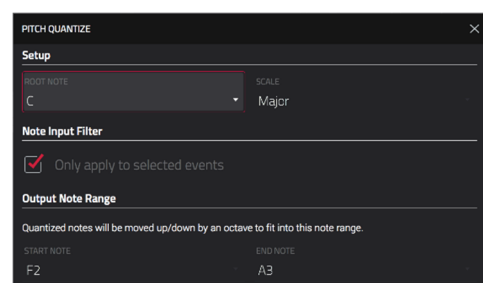 PITCH QUANTIZE
Setup
ROOT NOTE
SCALE
C
Major
Note Input Filter
Only apply to selected events
Output Note Range
Quantized notes will be moved up/down by an octave to fit into this note range.
START NOTE
END NOTE
F2
A3